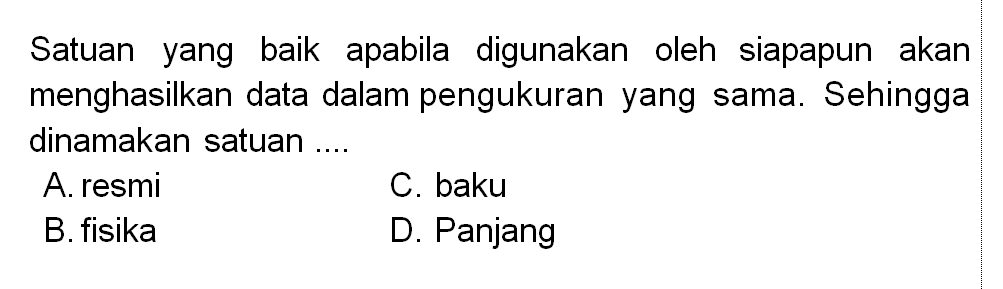 Satuan yang baik apabila digunakan oleh siapapun akan
menghasilkan data dalam pengukuran yang sama. Sehingga
dinamakan satuan ....
A. resmi C. baku
B. fisika D. Panjang